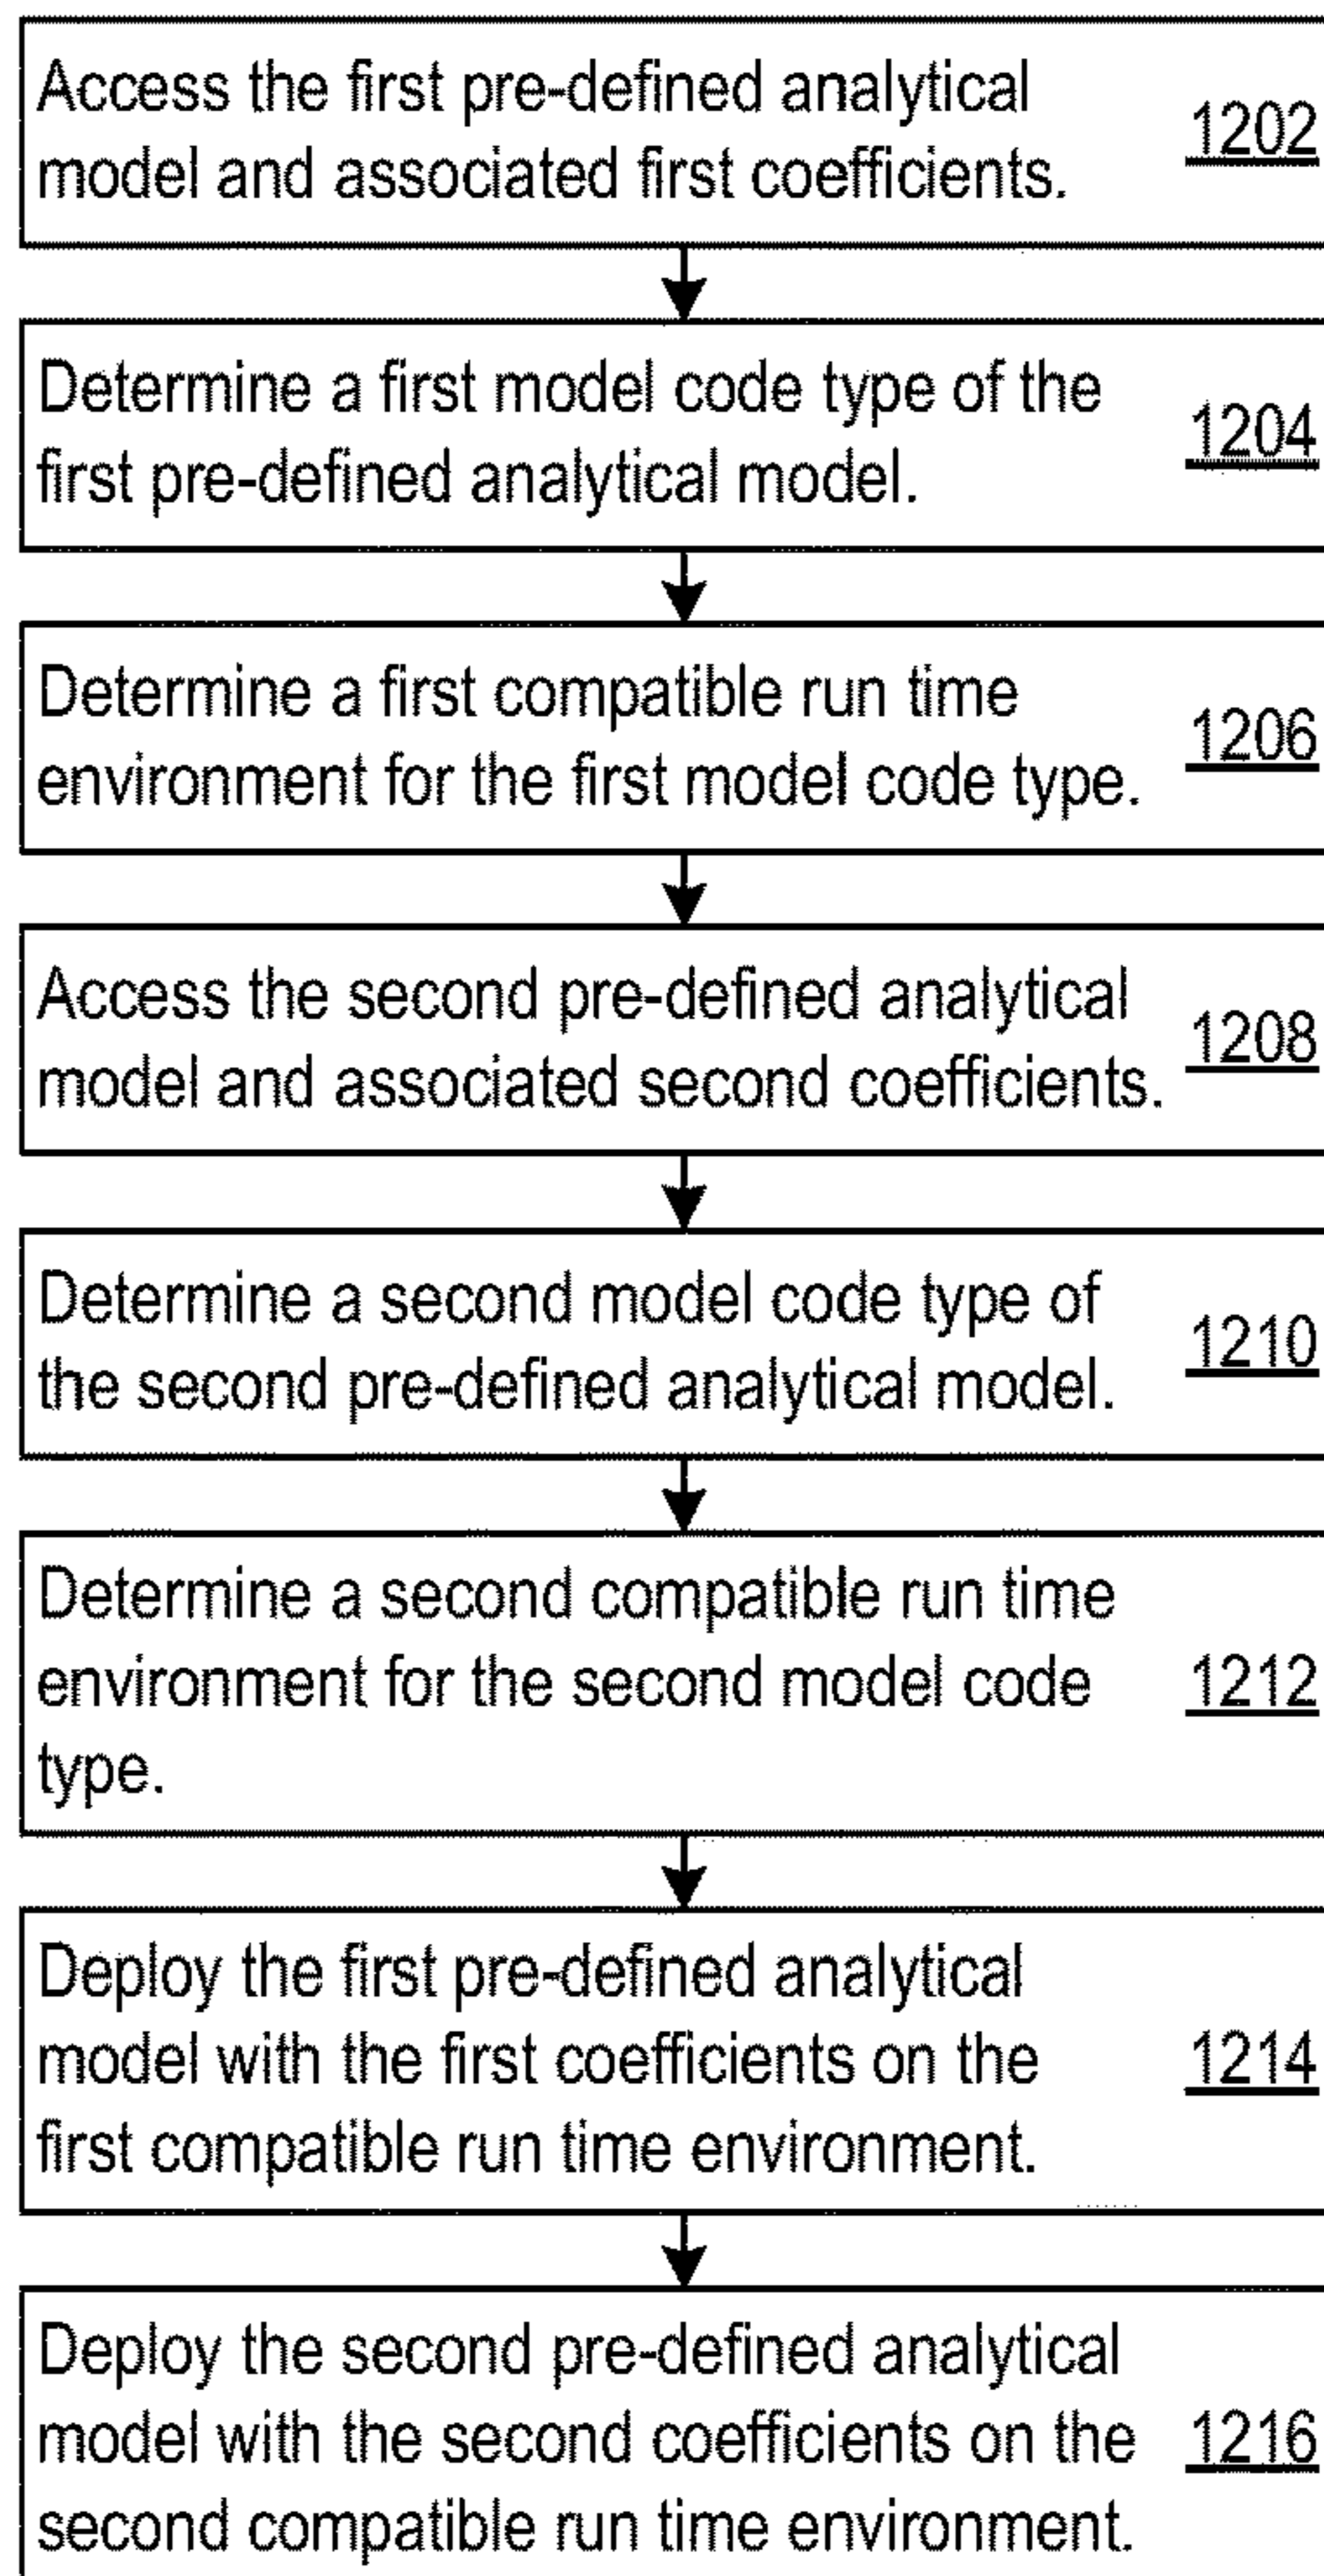 Access the first pre-defined analytical
model and associated first coefficients.
1202
Determine a first model code type of the
first pre-defined analytical model.
1204
Determine a first compatible run time
environment for the first model code type.
1206
Access the second pre-defined analytical
model and associated second coefficients.
1208
Determine a second model code type of
the second pre-defined analytical model.
1210
Determine a second compatible run time
environment for the second model code
type.
1212
Deploy the first pre-defined analytical
model with the first coefficients on the
first compatible run time environment.
1214
Deploy the second pre-defined analytical
model with the second coefficients on the
second compatible run time environment.
1216